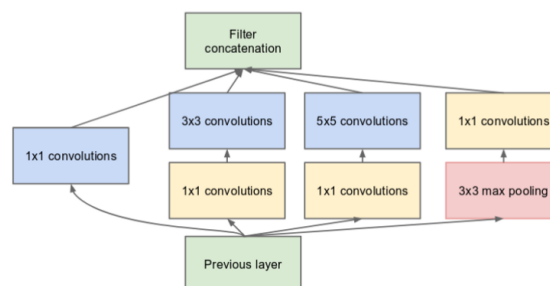 Filter
concatenation
3x3 convolutions
5x5 convolutions
1x1 convolutions
1x1 convolutions
1x1 convolutions
1x1 convolutions
3x3 max pooling
Previous layer